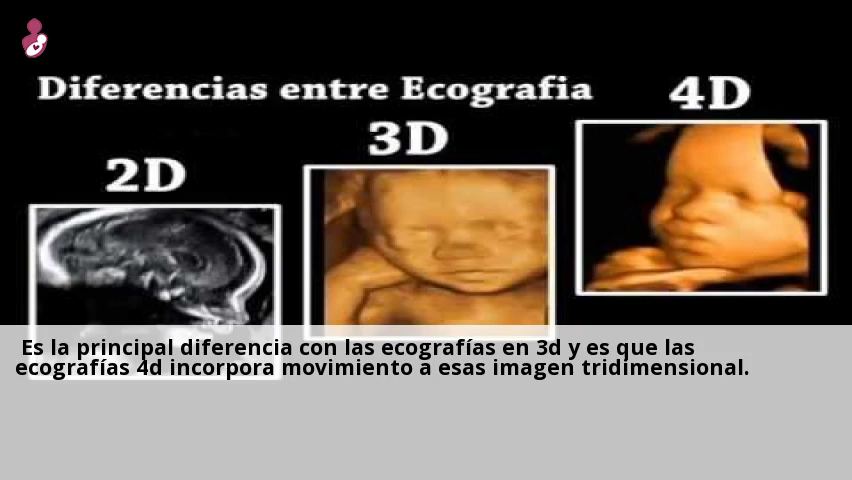 Diferencias entre Ecografia
4D
3D
2D
Es la principal diferencia con las ecografías en 3d y es que las
ecografías 4d incorpora movimiento a esas imagen tridimensional.